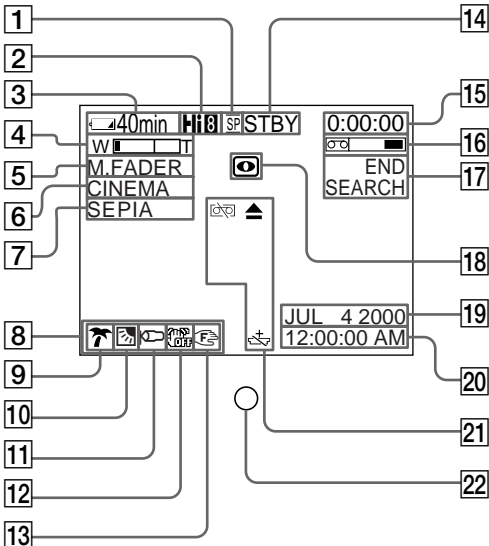 1
14
2
3
15
40min Hi8 SP STBY 0:00:00
4
W T
16
5
M.FADER
END
SEARCH
17
6
CINEMA
7
SEPIA
18
19
JUL 4 2000
8
OFF
F
12:00:00 AM
9
20
10
11
21
12
22
13